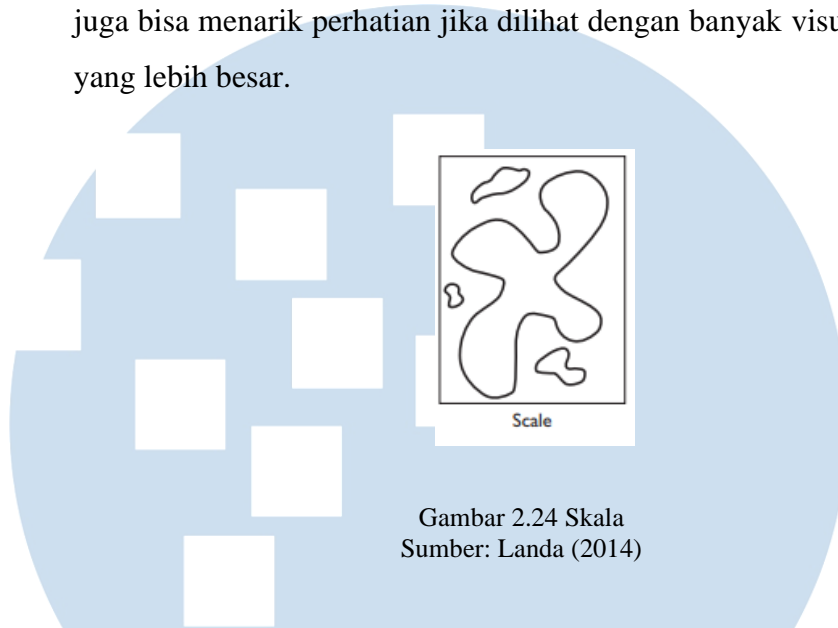 juga bisa menarik perhatian jika dilihat dengan banyak
yang lebih besar.
Scale
Gambar 2.24 Skala
Sumber: Landa (2014)